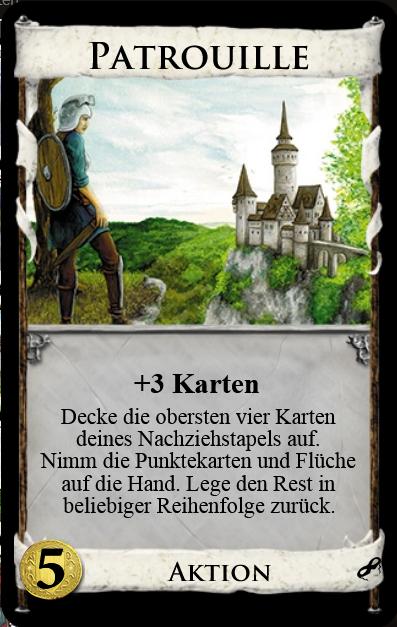 PATROUILLE
+3 Karten
Decke die obersten vier Karten
deines Nachziehstapels auf.
Nimm die Punktekarten und Flüche
auf die Hand. Lege den Rest in
beliebiger Reihenfolge zurück.
5
AKTION